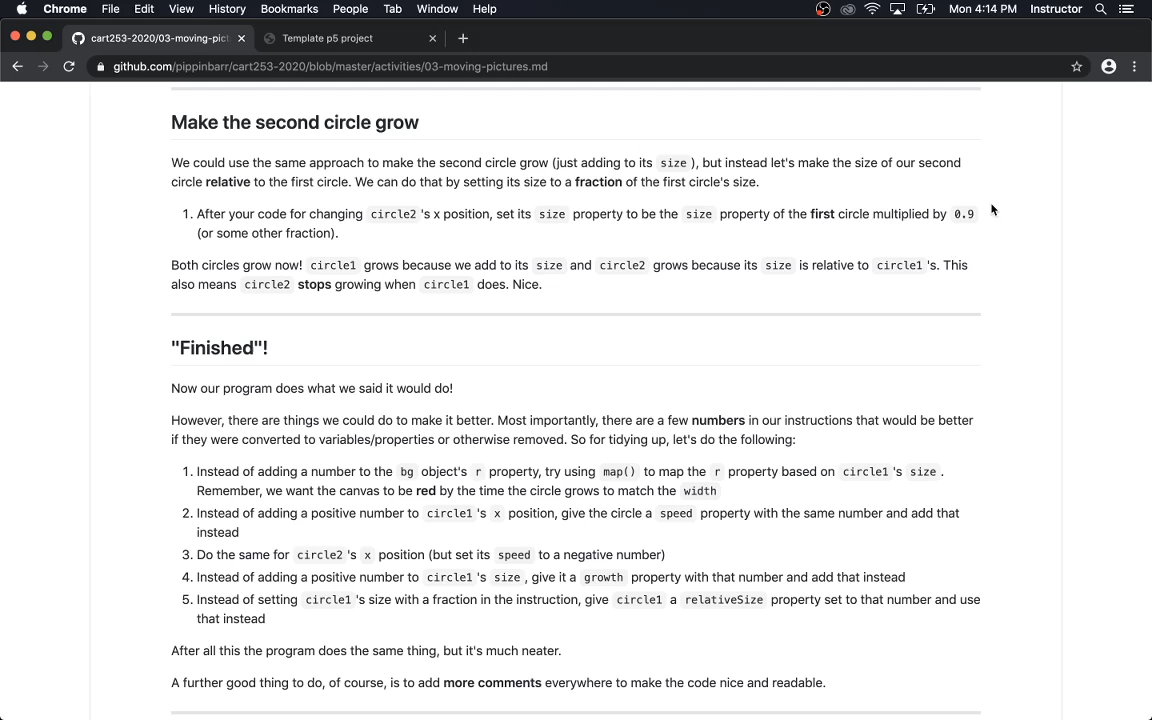 Chrome File Edit View History Bookmarks People Tab Window Help Mon 4:14 PM Instructor
cart253-2020/03-moving-pict Template p5 project
github.com/pippinbarr/cart253-2020/blob/master/activities/03-moving-pictures.md
Make the second circle grow
We could use the same approach to make the second circle grow (just adding to its size ), but instead let's make the size of our second
circle relative to the first circle. We can do that by setting its size to a fraction of the first circle's size.
1. After your code for changing circle2 's x position, set its size property to be the size property of the first circle multiplied by 0.9
(or some other fraction).
Both circles grow now! circle1 grows because we add to its size and circle2 grows because its size is relative to circle1 's. This
also means circle2 stops growing when circle1 does. Nice.
"Finished"!
Now our program does what we said it would do!
However, there are things we could do to make it better. Most importantly, there are a few numbers in our instructions that would be better
if they were converted to variables/properties or otherwise removed. So for tidying up, let's do the following:
1. Instead of adding a number to the bg object's r property, try using map() to map the r property based on circle1 's size .
Remember, we want the canvas to be red by the time the circle grows to match the width
2. Instead of adding a positive number to circle1 's x position, give the circle a speed property with the same number and add that
instead
3. Do the same for circle2 's x position (but set its speed to a negative number)
4. Instead of adding a positive number to circle1 's size , give it a growth property with that number and add that instead
5. Instead of setting circle1 's size with a fraction in the instruction, give circle1 a relativeSize property set to that number and use
that instead
After all this the program does the same thing, but it's much neater.
A further good thing to do, of course, is to add more comments everywhere to make the code nice and readable.